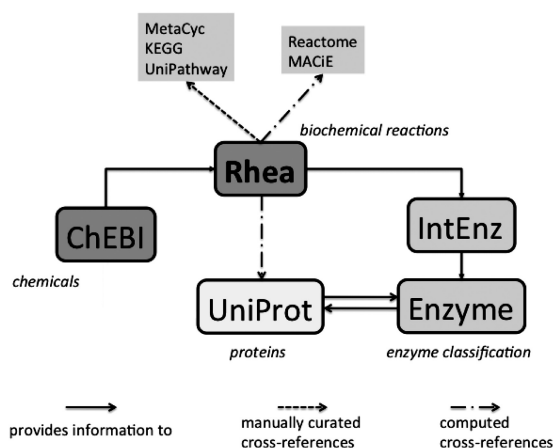 MetaCyc
KEGG
UniPathway
Reactome
MACiE
biochemical reactions
Rhea
ChEBI
IntEnz
chemicals
UniProt
Enzyme
proteins
enzyme classification
provides information to
manually curated
cross-references
computed
cross-references